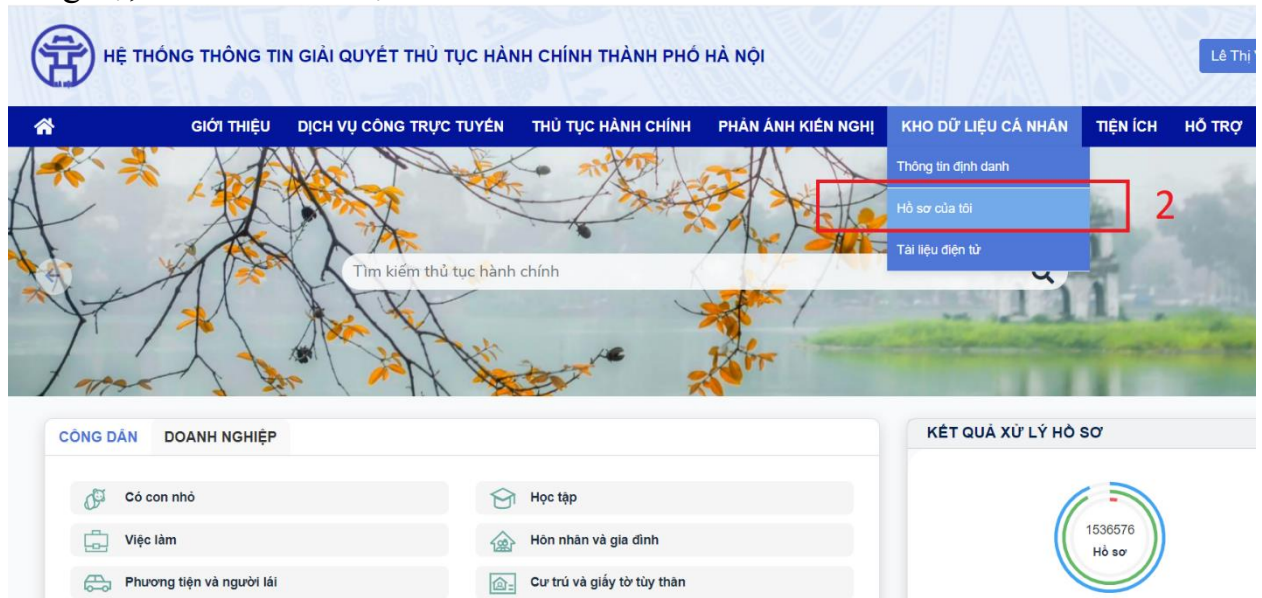 HỆ THỐNG THÔNG TIN GIẢI QUYẾT THỦ TỤC HÀNH CHÍNH THÀNH PHỐ HÀ NỘI
Lê Thị
GIỚI THIỆU DỊCH VỤ CÔNG TRỰC TUYẾN THỦ TỤC HÀNH CHÍNH PHẢN ÁNH KIẾN NGHỊ KHO DỮ LIỆU CÁ NHÂN TIỆN ÍCH HỖ TRỢ
Thông tin định danh
Hồ sơ của tôi 2
Tài liệu điện tử
Tìm kiếm thủ tục hành chính
CÔNG DÂN DOANH NGHIỆP
KẾT QUẢ XỬ LÝ HỒ SƠ
Có con nhỏ Học tập
Việc làm Hôn nhân và gia đình
Phương tiện và người lái Cư trú và giấy tờ tùy thân
1536576
Hồ sơ